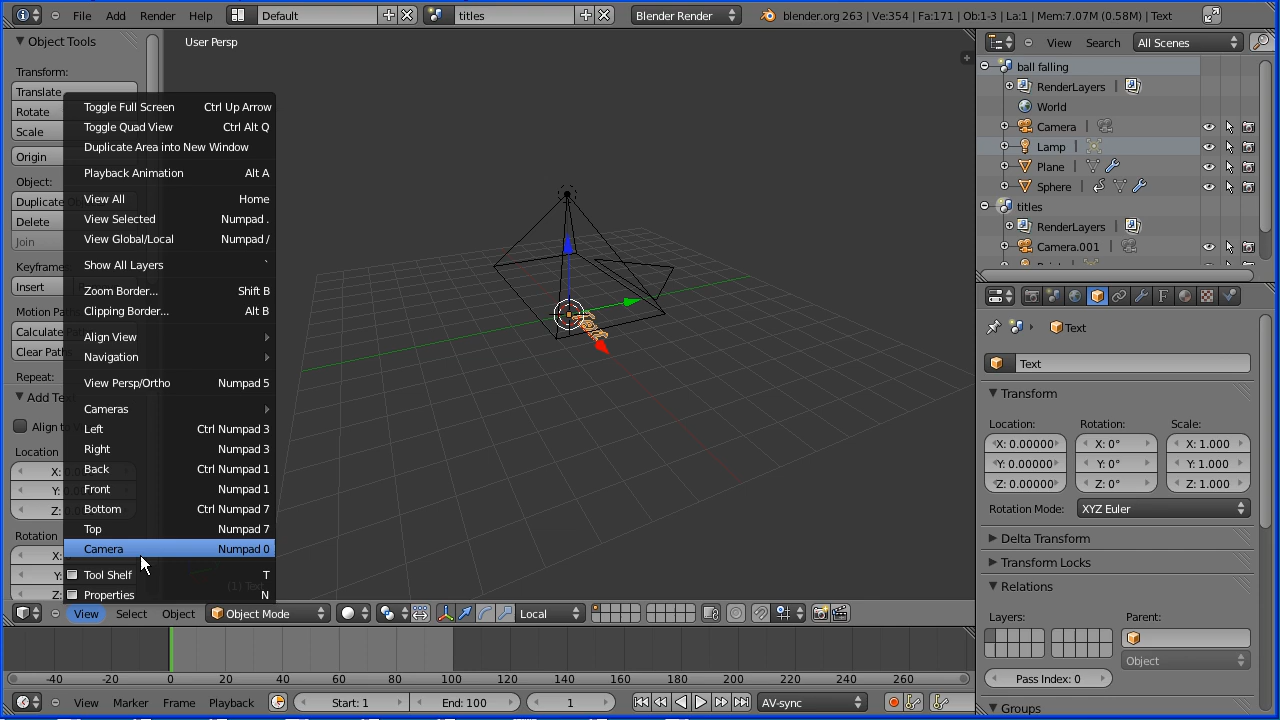 File Add Render Help Default titles Blender Render blender.org 263 | Ve:354 | Fa:171 | Ob:1-3 | La:1 | Mem:7.07M (0.58M) | Text
Object Tools
Transform:
Translate
Rotate
Scale
Origin
Object:
Delete
Join
Insert
Repeat:
Location
X:
Y:
Z:
Rotation
X:
Y:
Z:
User Persp
Toggle Full Screen Ctrl Up Arrow
Toggle Quad View Ctrl Alt Q
Duplicate Area into New Window
Playback Animation Alt A
View All Home
View Selected Numpad .
View Global/Local Numpad /
Show All Layers `
Zoom Border... Shift B
Clipping Border... Alt B
Align View
Navigation
View Persp/Ortho Numpad 5
Cameras
Left Ctrl Numpad 3
Right Numpad 3
Back Ctrl Numpad 1
Front Numpad 1
Bottom Ctrl Numpad 7
Top Numpad 7
Camera Numpad 0
Tool Shelf T
Properties N
View Select Object Object Mode Local
-40 -20 0 20 40 60 80 100 120 140 160 180 200 220 240 260
View Marker Frame Playback Start: 1 End: 100 1 AV-sync
View Search All Scenes
ball falling
RenderLayers |
World
Camera |
Lamp |
Plane |
Sphere |
titles
RenderLayers |
Camera.001 |
Text
Text
Transform
Location: Rotation: Scale:
X: 0.00000 X: 0° X: 1.000
Y: 0.00000 Y: 0° Y: 1.000
Z: 0.00000 Z: 0° Z: 1.000
Rotation Mode: XYZ Euler
Delta Transform
Transform Locks
Relations
Layers: Parent:
Object
Pass Index: 0
Groups